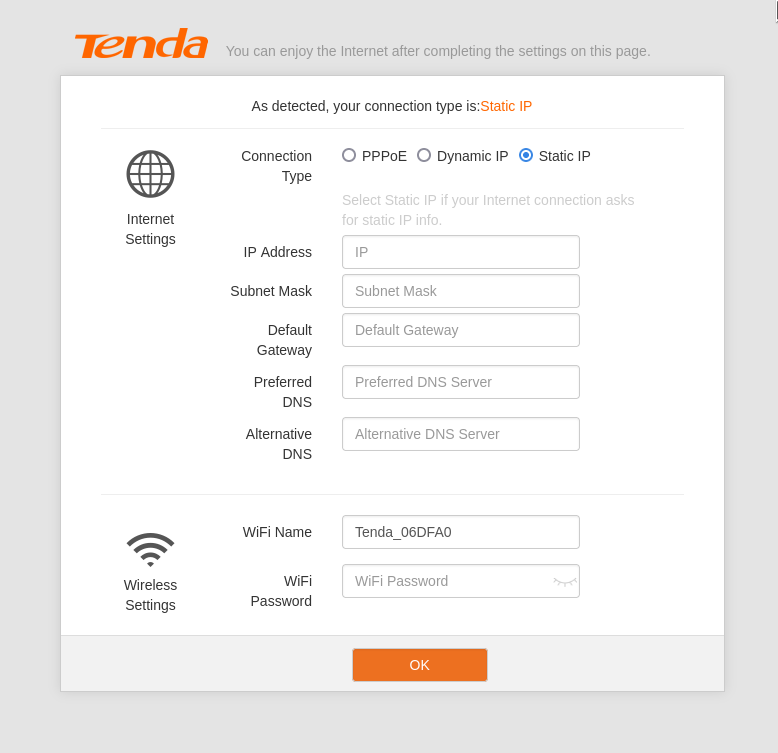 Tenda You can enjoy the Internet after completing the settings on this page.
As detected, your connection type is:Static IP
Connection Type
PPPoE Dynamic IP Static IP
Internet
Settings
Select Static IP if your Internet connection asks
for static IP info.
IP Address IP
Subnet Mask Subnet Mask
Default
Gateway
Default Gateway
Preferred
DNS
Preferred DNS Server
Alternative
DNS
Alternative DNS Server
WiFi Name Tenda_06DFA0
Wireless
Settings
WiFi
Password
WiFi Password
OK